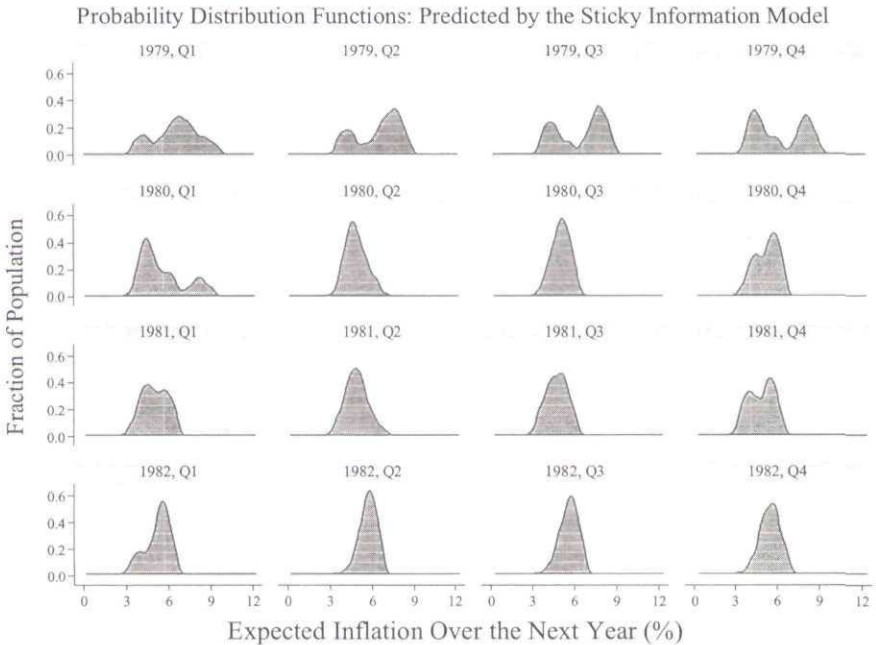 Probability Distribution Functions: Predicted by the Sticky Information Model
1979, Q1 1979, Q2 1979, Q3 1979, Q4
0.6
0.4
0.2
0.0
1980, Q1 1980, Q2 1980, Q3 1980, Q4
0.6
0.4
0.2
0.0
1981, Q1 1981, Q2 1981, Q3 1981, Q4
0.6
0.4
0.2
0.0
1982, Q1 1982, Q2 1982, Q3 1982, Q4
0.6
0.4
0.2
0.0
0 3 6 9 12 0 3 6 9 12 0 3 6 9 12 0 3 6 9 12
Fraction of Population
Expected Inflation Over the Next Year (%)